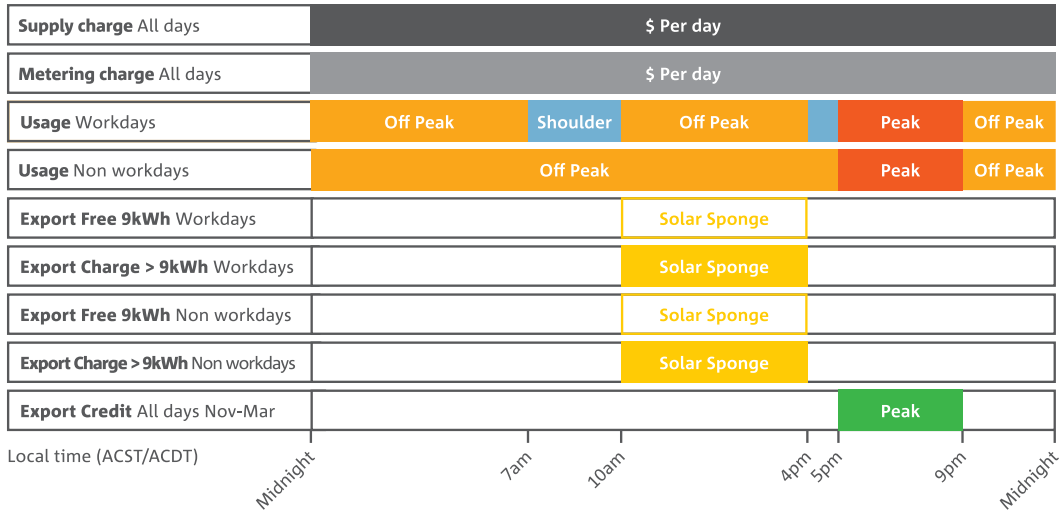 Supply charge All days $ Per day
Metering charge All days $ Per day
Usage Workdays Off Peak Shoulder Off Peak Peak Off Peak
Usage Non workdays Off Peak Peak Off Peak
Export Free 9kWh Workdays Solar Sponge
Export Charge > 9kWh Workdays Solar Sponge
Export Free 9kWh Non workdays Solar Sponge
Export Charge > 9kWh Non workdays Solar Sponge
Export Credit All days Nov-Mar Peak
Local time (ACST/ACDT) Midnight 7am 10am 4pm 5pm 9pm Midnight